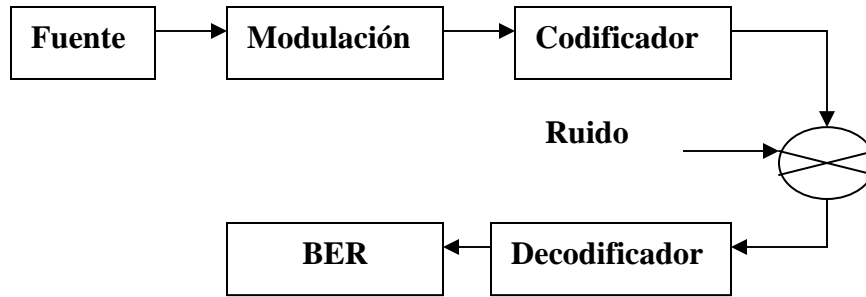 Fuente
Modulación
Codificador
Ruido
BER
Decodificador